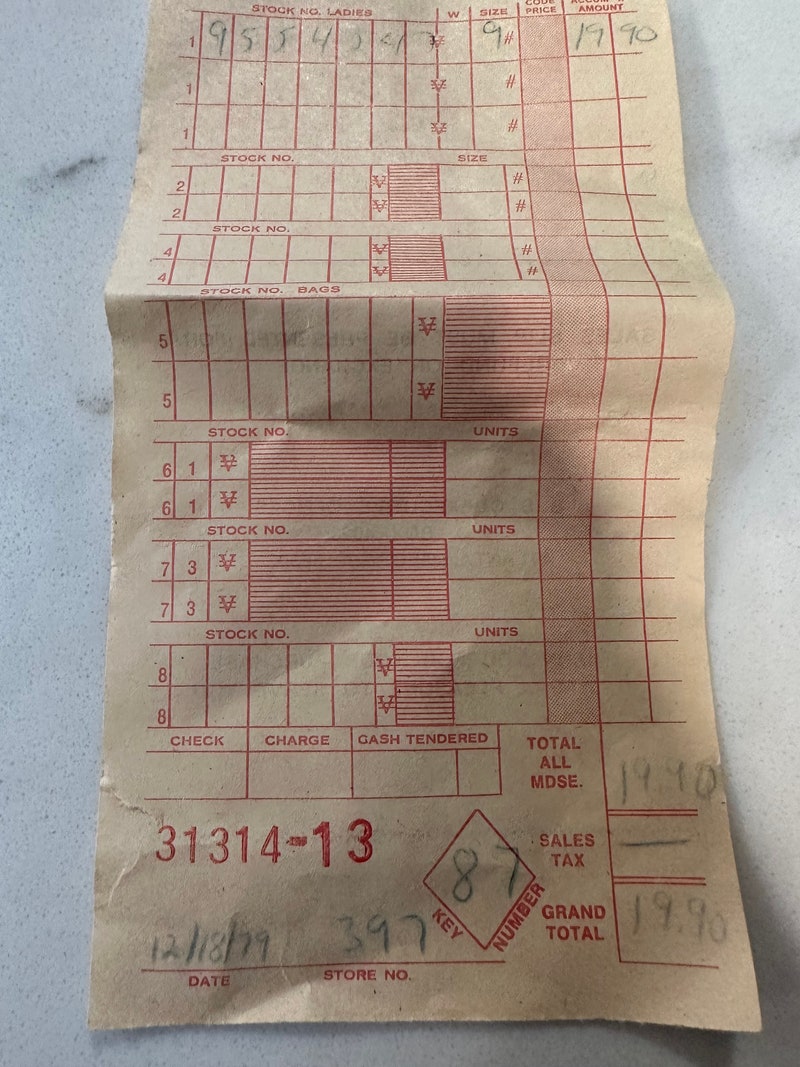 STOCK NO. LADIES W SIZE CODE PRICE AMOUNT
1 9 5 5 4 9# 19 90
1 #
1 #
STOCK NO. SIZE
2 #
2 #
STOCK NO.
4 #
4 #
STOCK NO. BAGS
5
5
STOCK NO. UNITS
6 1
6 1
STOCK NO. UNITS
7 3
7 3
STOCK NO. UNITS
8
8
CHECK CHARGE CASH TENDERED
TOTAL
ALL
MDSE. 19.90
31314-13
SALES
TAX —
87
KEY NUMBER
GRAND
TOTAL 19.90
12/18/79 397
DATE STORE NO.